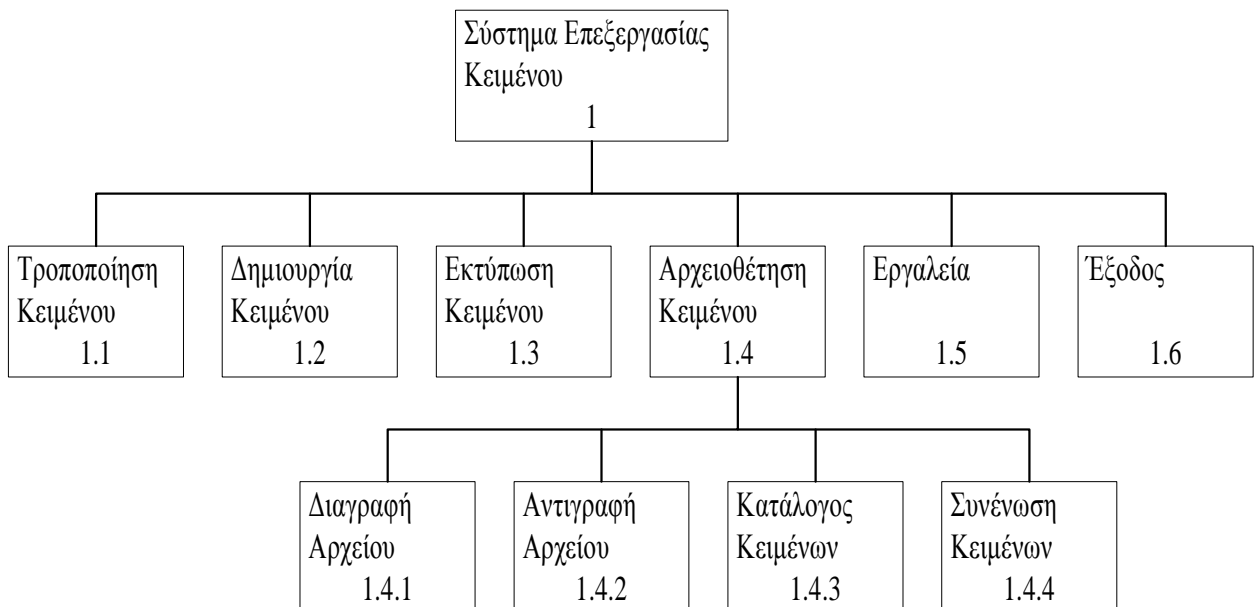 Σύστημα Επεξεργασίας
Κειμένου
1
Τροποποίηση
Κειμένου
1.1
Δημιουργία
Κειμένου
1.2
Εκτύπωση
Κειμένου
1.3
Αρχειοθέτηση
Κειμένου
1.4
Εργαλεία
1.5
Έξοδος
1.6
Διαγραφή
Αρχείου
1.4.1
Αντιγραφή
Αρχείου
1.4.2
Κατάλογος
Κειμένων
1.4.3
Συνένωση
Κειμένων
1.4.4